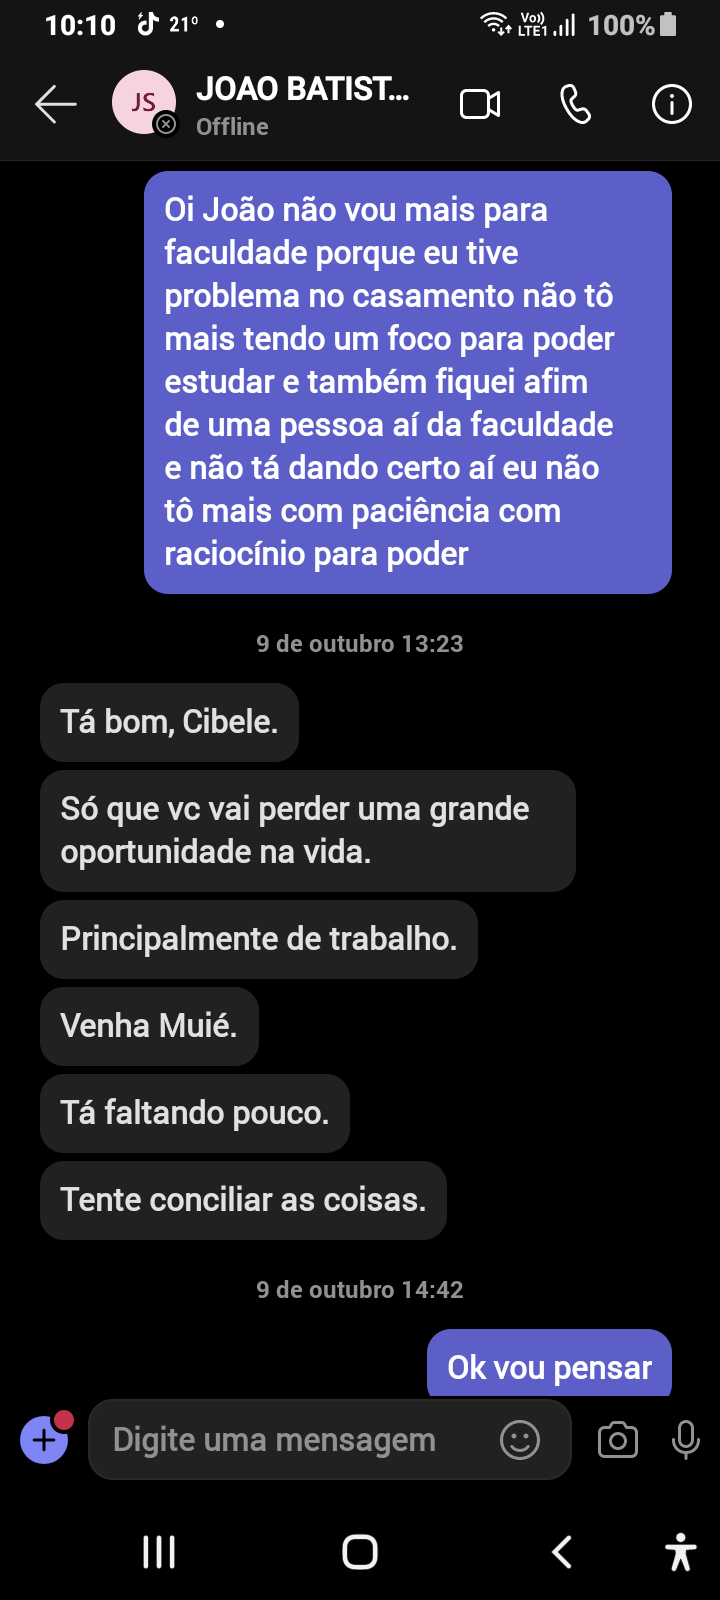 10:10 21° •
Vo))
LTE1 100%
JS JOAO BATIST...
Offline
Oi João não vou mais para
faculdade porque eu tive
problema no casamento não tô
mais tendo um foco para poder
estudar e também fiquei afim
de uma pessoa aí da faculdade
e não tá dando certo aí eu não
tô mais com paciência com
raciocínio para poder
9 de outubro 13:23
Tá bom, Cibele.
Só que vc vai perder uma grande
oportunidade na vida.
Principalmente de trabalho.
Venha Muié.
Tá faltando pouco.
Tente conciliar as coisas.
9 de outubro 14:42
Ok vou pensar
Digite uma mensagem